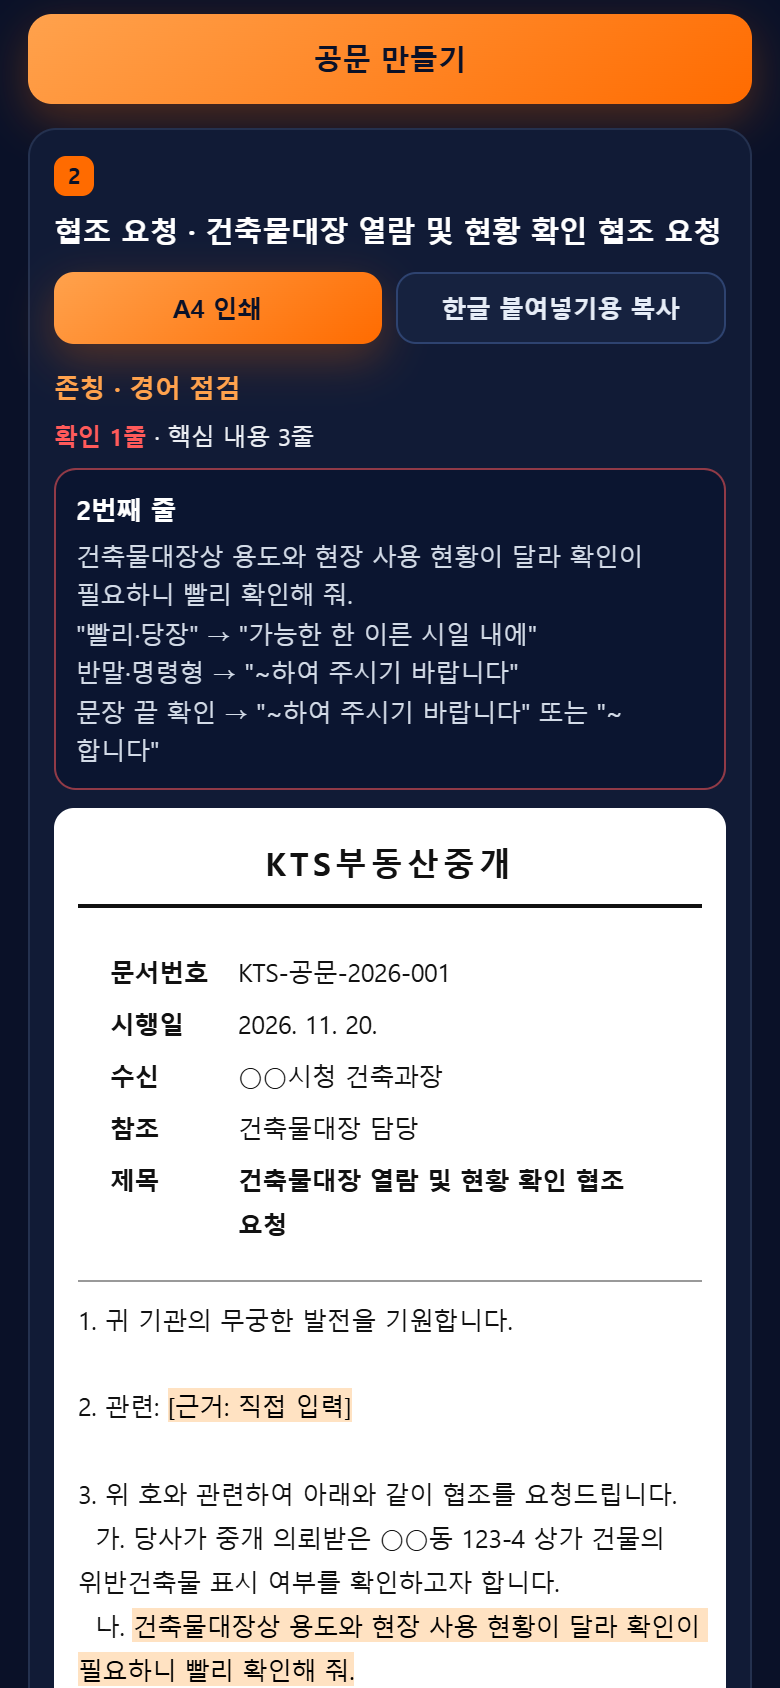 공문 만들기
2
협조 요청 · 건축물대장 열람 및 현황 확인 협조 요청
A4 인쇄
한글 붙여넣기용 복사
존칭 · 경어 점검
확인 1줄 · 핵심 내용 3줄
2번째 줄
건축물대장상 용도와 현장 사용 현황이 달라 확인이
필요하니 빨리 확인해 줘.
"빨리·당장" → "가능한 한 이른 시일 내에"
반말·명령형 → "~하여 주시기 바랍니다"
문장 끝 확인 → "~하여 주시기 바랍니다" 또는 "~
합니다"
KTS부동산중개
문서번호 KTS-공문-2026-001
시행일 2026. 11. 20.
수신 ○○시청 건축과장
참조 건축물대장 담당
제목 건축물대장 열람 및 현황 확인 협조
요청
1. 귀 기관의 무궁한 발전을 기원합니다.
2. 관련: [근거: 직접 입력]
3. 위 호와 관련하여 아래와 같이 협조를 요청드립니다.
가. 당사가 중개 의뢰받은 ○○동 123-4 상가 건물의
위반건축물 표시 여부를 확인하고자 합니다.
나. 건축물대장상 용도와 현장 사용 현황이 달라 확인이
필요하니 빨리 확인해 줘.